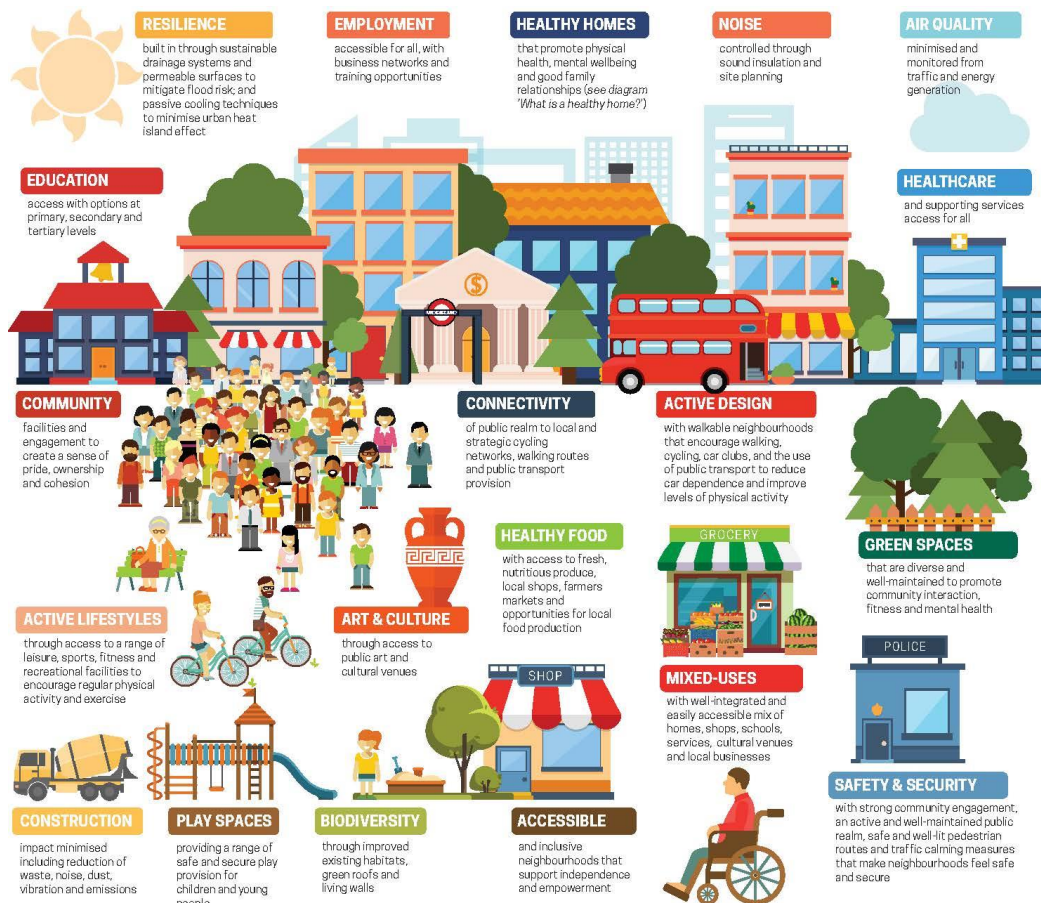 RESILIENCE
built in through sustainable
drainage systems and
permeable surfaces to
mitigate flood risk; and
passive cooling techniques
to minimise urban heat
island effect
EMPLOYMENT
accessible for all, with
business networks and
training opportunities
HEALTHY HOMES
that promote physical
health, mental wellbeing
and good family
relationships (see diagram
'What is a healthy home?')
NOISE
controlled through
sound insulation and
site planning
AIR QUALITY
minimised and
monitored from
traffic and energy
generation
EDUCATION
access with options at
primary, secondary and
tertiary levels
HEALTHCARE
and supporting services
access for all
$
COMMUNITY
facilities and
engagement to
create a sense of
pride, ownership
and cohesion
CONNECTIVITY
of public realm to local and
strategic cycling
networks, walking routes
and public transport
provision
ACTIVE DESIGN
with walkable neighbourhoods
that encourage walking,
cycling, car clubs, and the use
of public transport to reduce
car dependence and improve
levels of physical activity
HEALTHY FOOD
with access to fresh,
nutritious produce,
local shops, farmers
markets and
opportunities for local
food production
GROCERY
OPEN
GREEN SPACES
that are diverse and
well-maintained to promote
community interaction,
fitness and mental health
ACTIVE LIFESTYLES
through access to a range of
leisure, sports, fitness and
recreational facilities to
encourage regular physical
activity and exercise
ART & CULTURE
through access to
public art and
cultural venues
SHOP
MIXED-USES
with well-integrated and
easily accessible mix of
homes, shops, schools,
services, cultural venues
and local businesses
POLICE
SAFETY & SECURITY
with strong community engagement,
an active and well-maintained public
realm, safe and well-lit pedestrian
routes and traffic calming measures
that make neighbourhoods feel safe
and secure
CONSTRUCTION
impact minimised
including reduction of
waste, noise, dust,
vibration and emissions
PLAY SPACES
providing a range of
safe and secure play
provision for
children and young
people
BIODIVERSITY
through improved
existing habitats,
green roofs and
living walls
ACCESSIBLE
and inclusive
neighbourhoods that
support independence
and empowerment